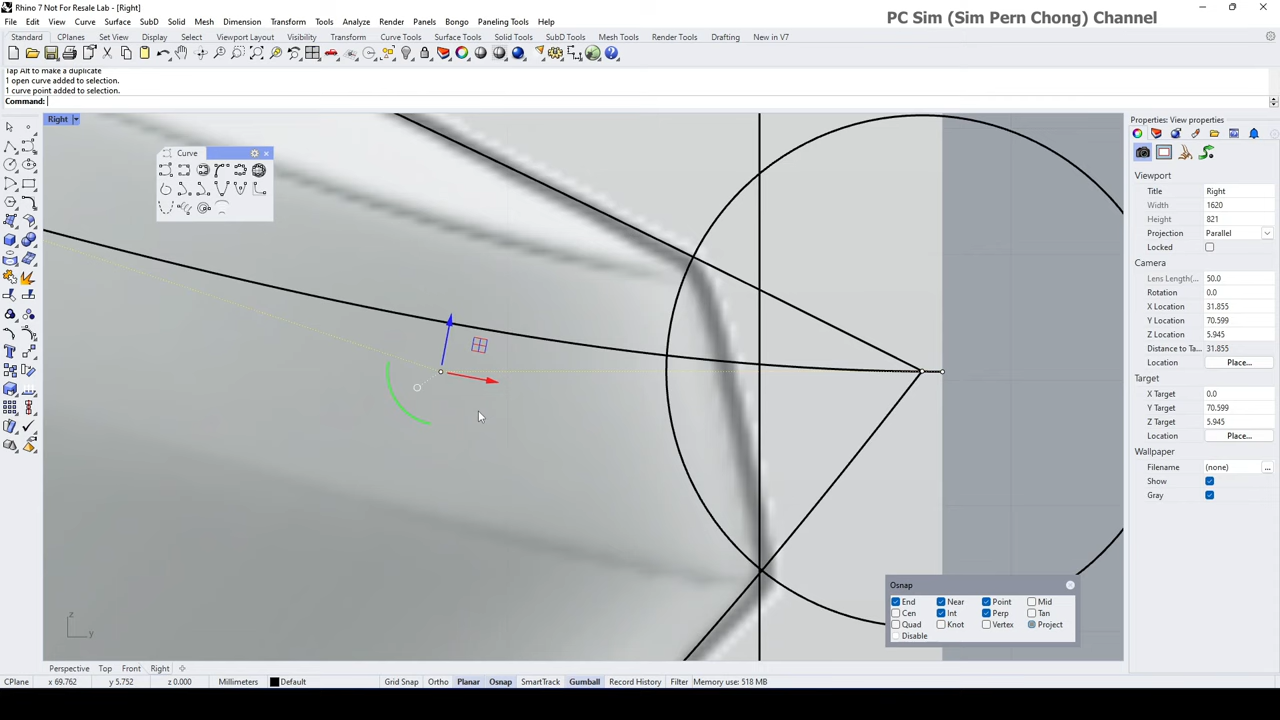 Rhino 7 Not For Resale Lab - [Right]
PC Sim (Sim Pern Chong) Channel
File Edit View Curve Surface SubD Solid Mesh Dimension Transform Tools Analyze Render Panels Bongo Paneling Tools Help
Standard CPlanes Set View Display Select Viewport Layout Visibility Transform Curve Tools Surface Tools Solid Tools SubD Tools Mesh Tools Render Tools Drafting New in V7
Tap Alt to make a duplicate
1 open curve added to selection.
1 curve point added to selection.
Command:
Right
Curve
Properties: View properties
Viewport
Title Right
Width 1620
Height 821
Projection Parallel
Locked
Camera
Lens Length(... 50.0
Rotation 0.0
X Location 31.855
Y Location 70.599
Z Location 5.945
Distance to Ta... 31.855
Location Place...
Target
X Target 0.0
Y Target 70.599
Z Target 5.945
Location Place...
Wallpaper
Filename (none) ...
Show
Gray
Osnap
End Near Point Mid
Cen Int Perp Tan
Quad Knot Vertex Project
Disable
z
y
Perspective Top Front Right
CPlane x 69.762 y 5.752 z 0.000 Millimeters Default Grid Snap Ortho Planar Osnap SmartTrack Gumball Record History Filter Memory use: 518 MB